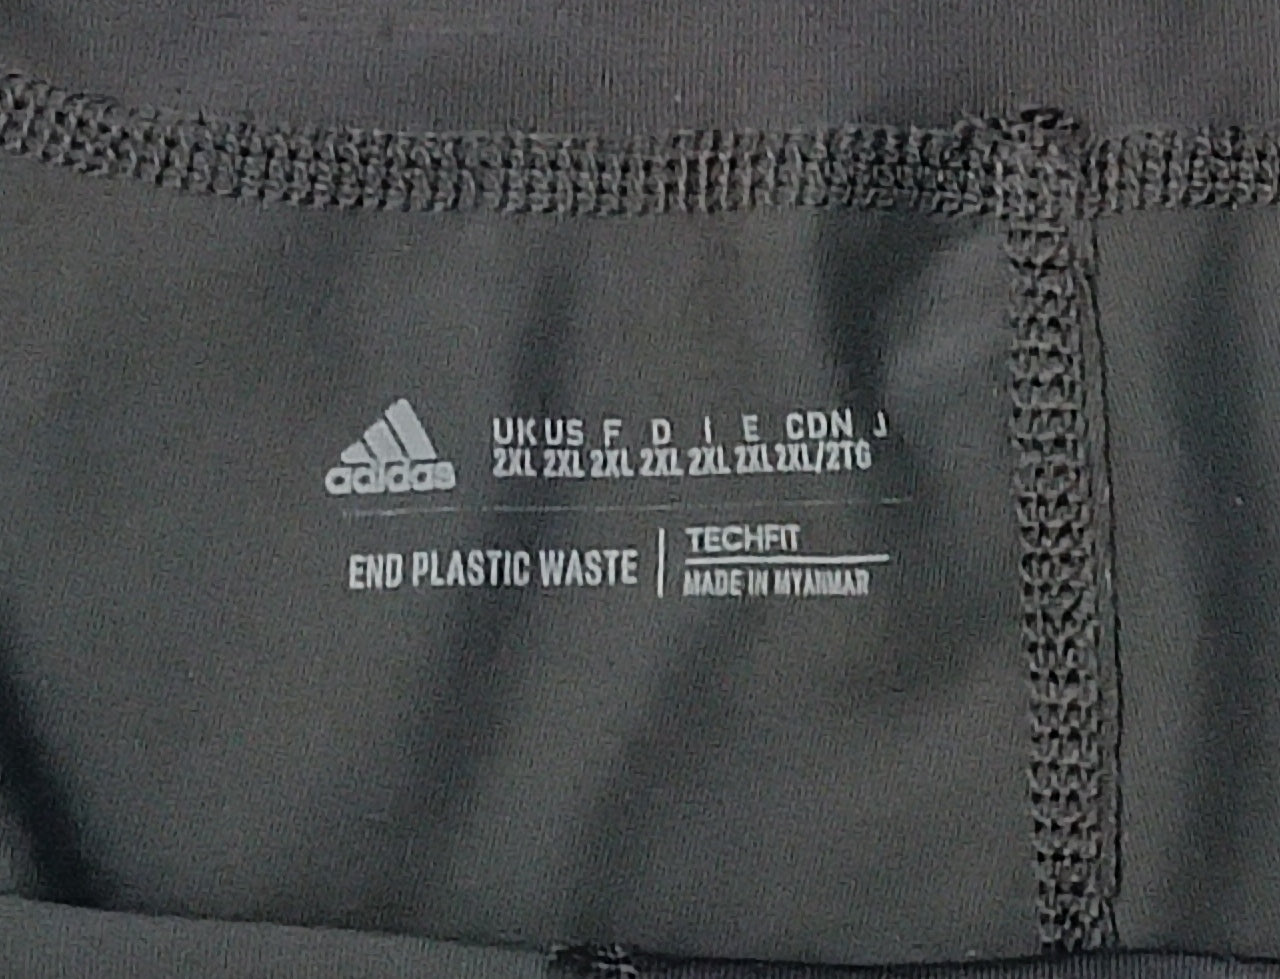 adidas
UK US F D I E CDN J
2XL 2XL 2XL 2XL 2XL 2XL 2XL/2TG
END PLASTIC WASTE
TECHFIT
MADE IN MYANMAR